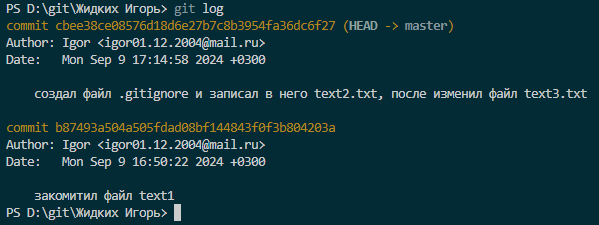 PS D:\git\Жидких Игорь> git log
commit cbee38ce08576d18d6e27b7c8b3954fa36dc6f27 (HEAD -> master)
Author: Igor <igor01.12.2004@mail.ru>
Date:   Mon Sep 9 17:14:58 2024 +0300
создал файл .gitignore и записал в него text2.txt, после изменил файл text3.txt
commit b87493a504a505fdad08bf144843f0f3b804203a
Author: Igor <igor01.12.2004@mail.ru>
Date:   Mon Sep 9 16:50:22 2024 +0300
закомитил файл text1
PS D:\git\Жидких Игорь>